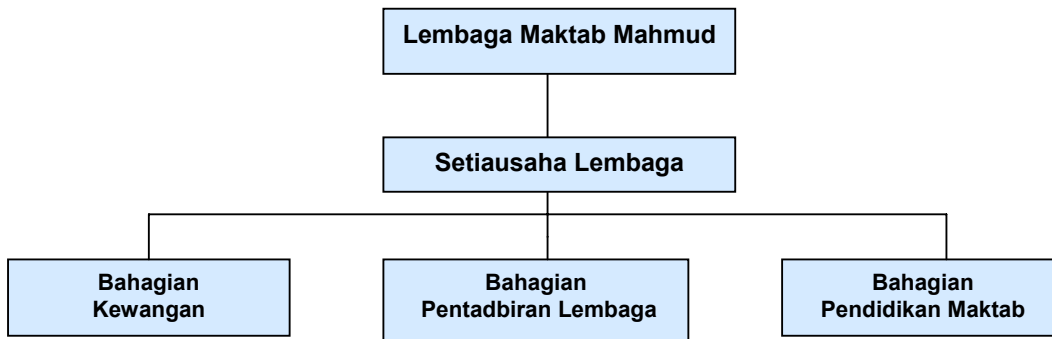 Lembaga Maktab Mahmud
Setiausaha Lembaga
Bahagian
Kewangan
Bahagian
Pentadbiran Lembaga
Bahagian
Pendidikan Maktab